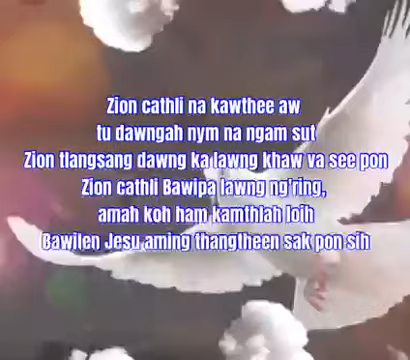 Zion cathli na kawthee aw
tu dawngah nym na ngam sut
Zion tlangsang dawng ka lawng khaw va see pon
Zion cathli Bawipa lawng ng'ring,
amah koh ham kamthlah loih
Bawilen Jesu aming thangtheen sak pon sih